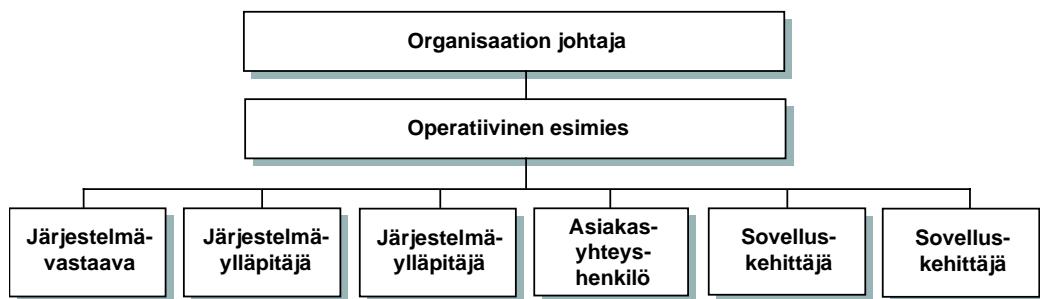 Organisaation johtaja
Operatiivinen esimies
Järjestelmä-
vastaava
Järjestelmä-
ylläpitäjä
Järjestelmä-
ylläpitäjä
Asiakas-
yhteys-
henkilö
Sovellus-
kehittäjä
Sovellus-
kehittäjä